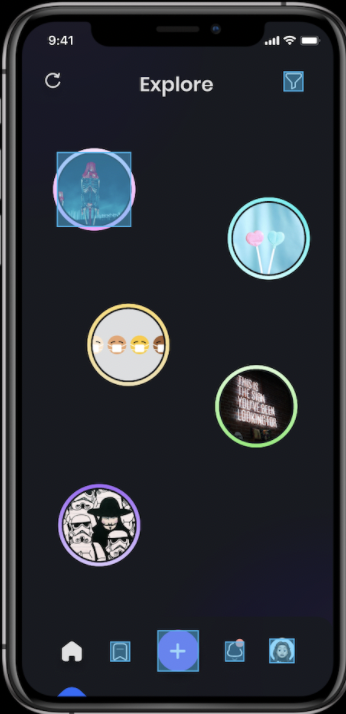 9:41
Explore
THIS IS
THE SIGN
YOU'VE BEEN
LOOKING FOR